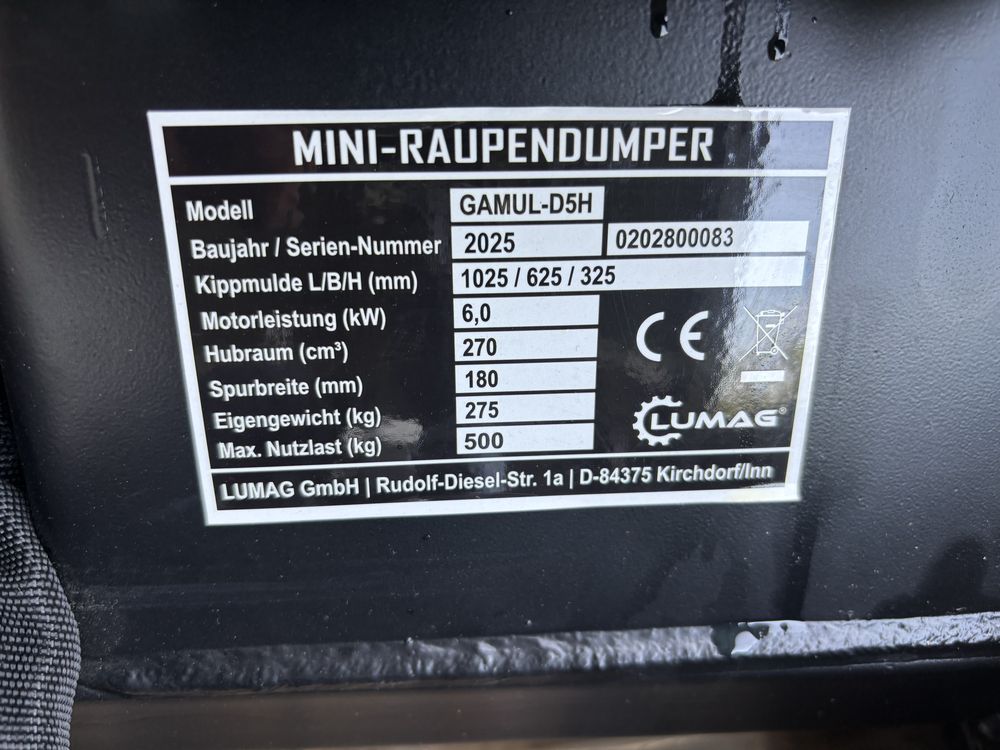 MINI-RAUPENDUMPER
Modell GAMUL-D5H
Baujahr / Serien-Nummer 2025 0202800083
Kippmulde L/B/H (mm) 1025 / 625 / 325
Motorleistung (kW) 6,0
Hubraum (cm³) 270
Spurbreite (mm) 180
Eigengewicht (kg) 275
Max. Nutzlast (kg) 500
CE
LUMAG®
LUMAG GmbH | Rudolf-Diesel-Str. 1a | D-84375 Kirchdorf/Inn